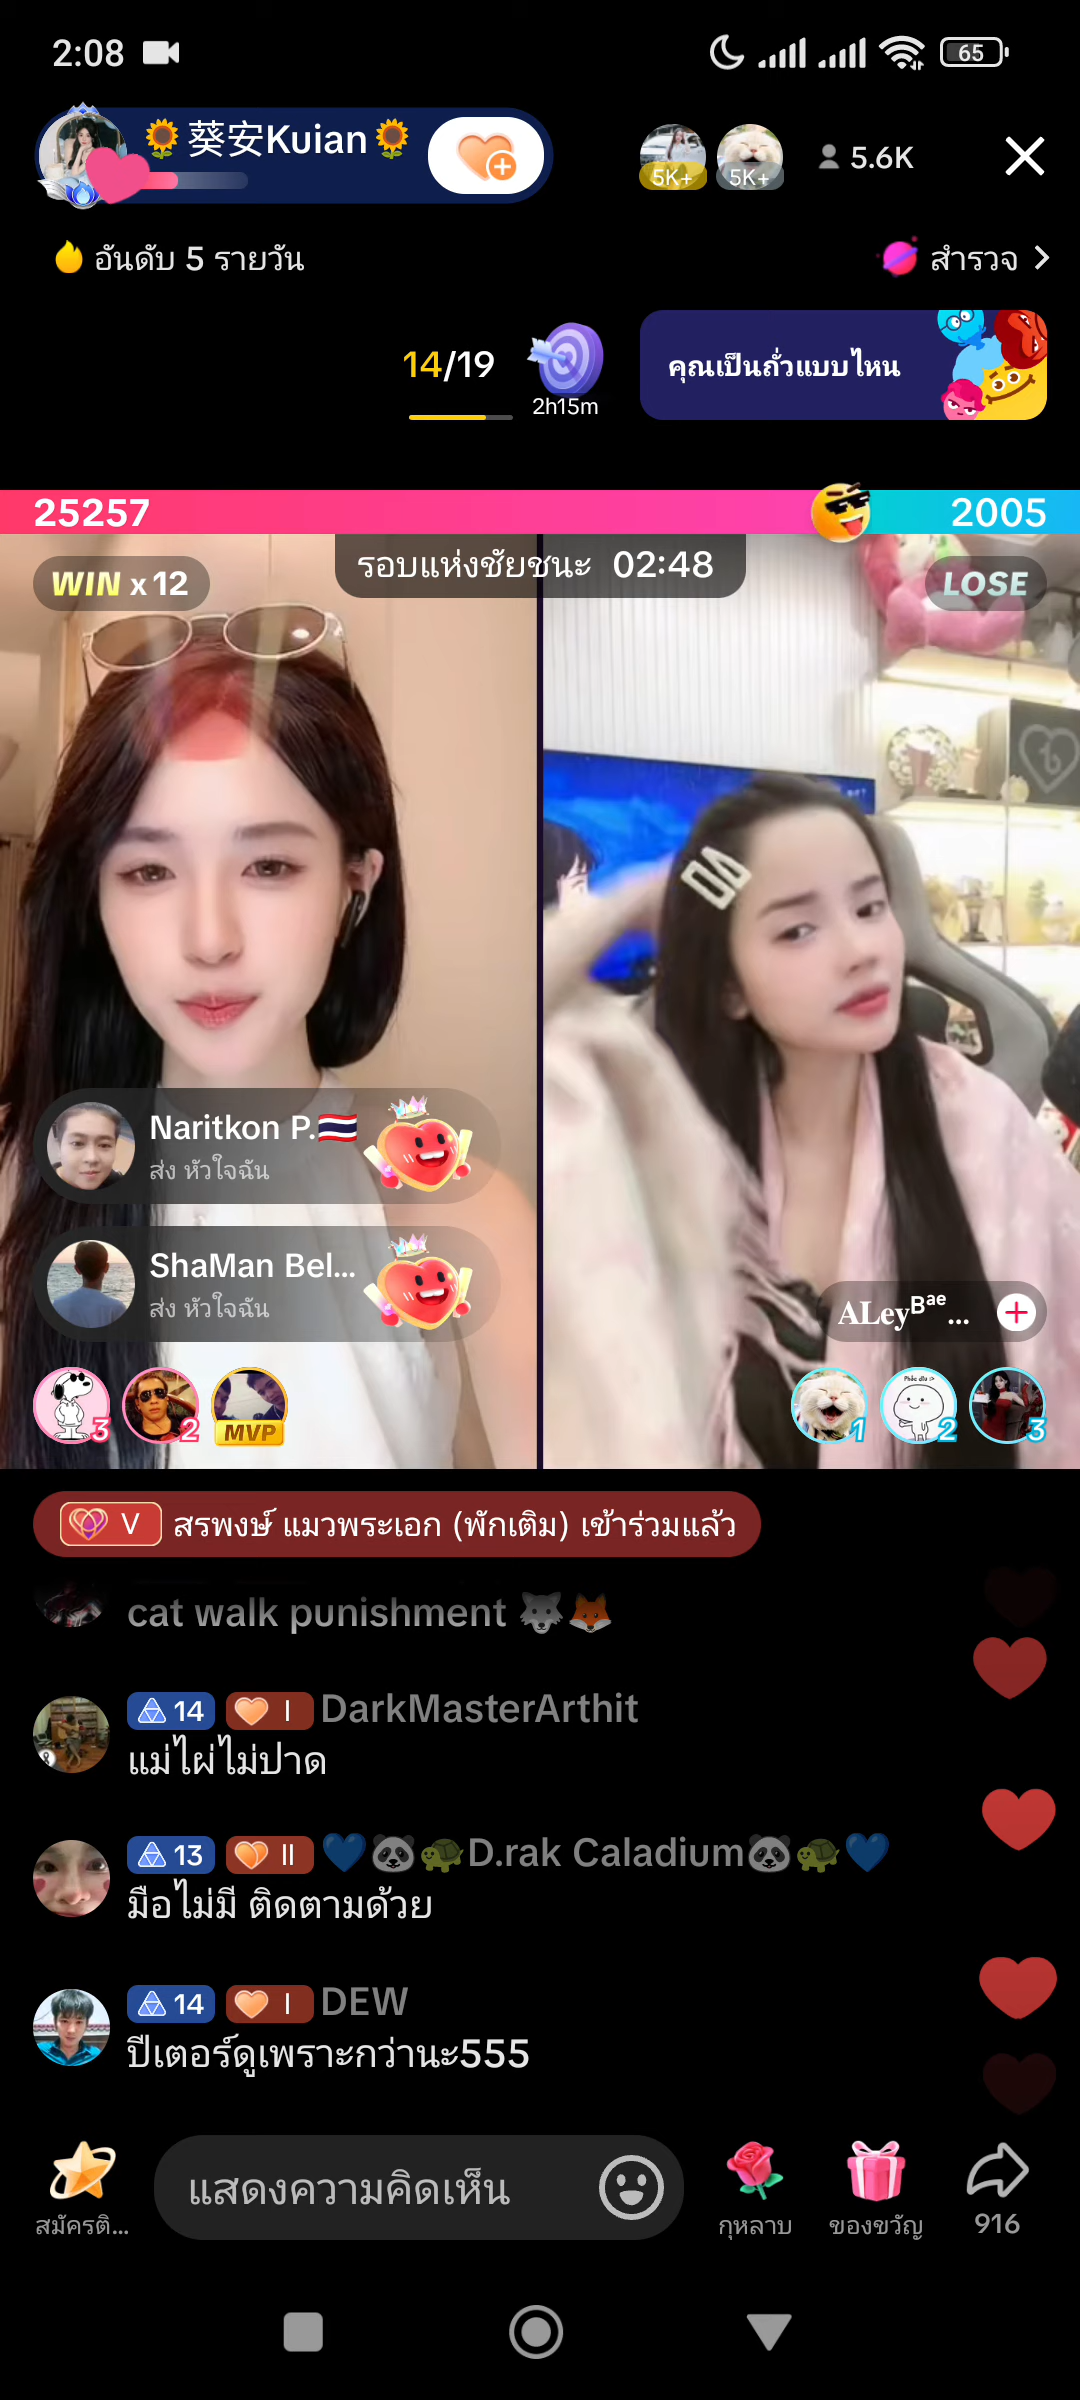 2:08
65
🌻葵安Kuian🌻
5K+
5K+
5.6K
อันดับ 5 รายวัน
สำรวจ
14/19
2h15m
คุณเป็นถั่วแบบไหน
25257
2005
WIN x 12
รอบแห่งชัยชนะ 02:48
LOSE
Naritkon P.🇹🇭
ส่ง หัวใจฉัน
ShaMan Bel...
ส่ง หัวใจฉัน
ALeyᴮᵃᵉ...
3
2
MVP
1
2
3
V สรพงษ์ แมวพระเอก (พักเติม) เข้าร่วมแล้ว
cat walk punishment 🐺🦊
14 I DarkMasterArthit
แม่ไผ่ไม่ปาด
13 II 💙🐼🐢D.rak Caladium🐼🐢💙
มือไม่มี ติดตามด้วย
14 I DEW
ปีเตอร์ดูเพราะกว่านะ555
แสดงความคิดเห็น
สมัครติ...
กุหลาบ
ของขวัญ
916